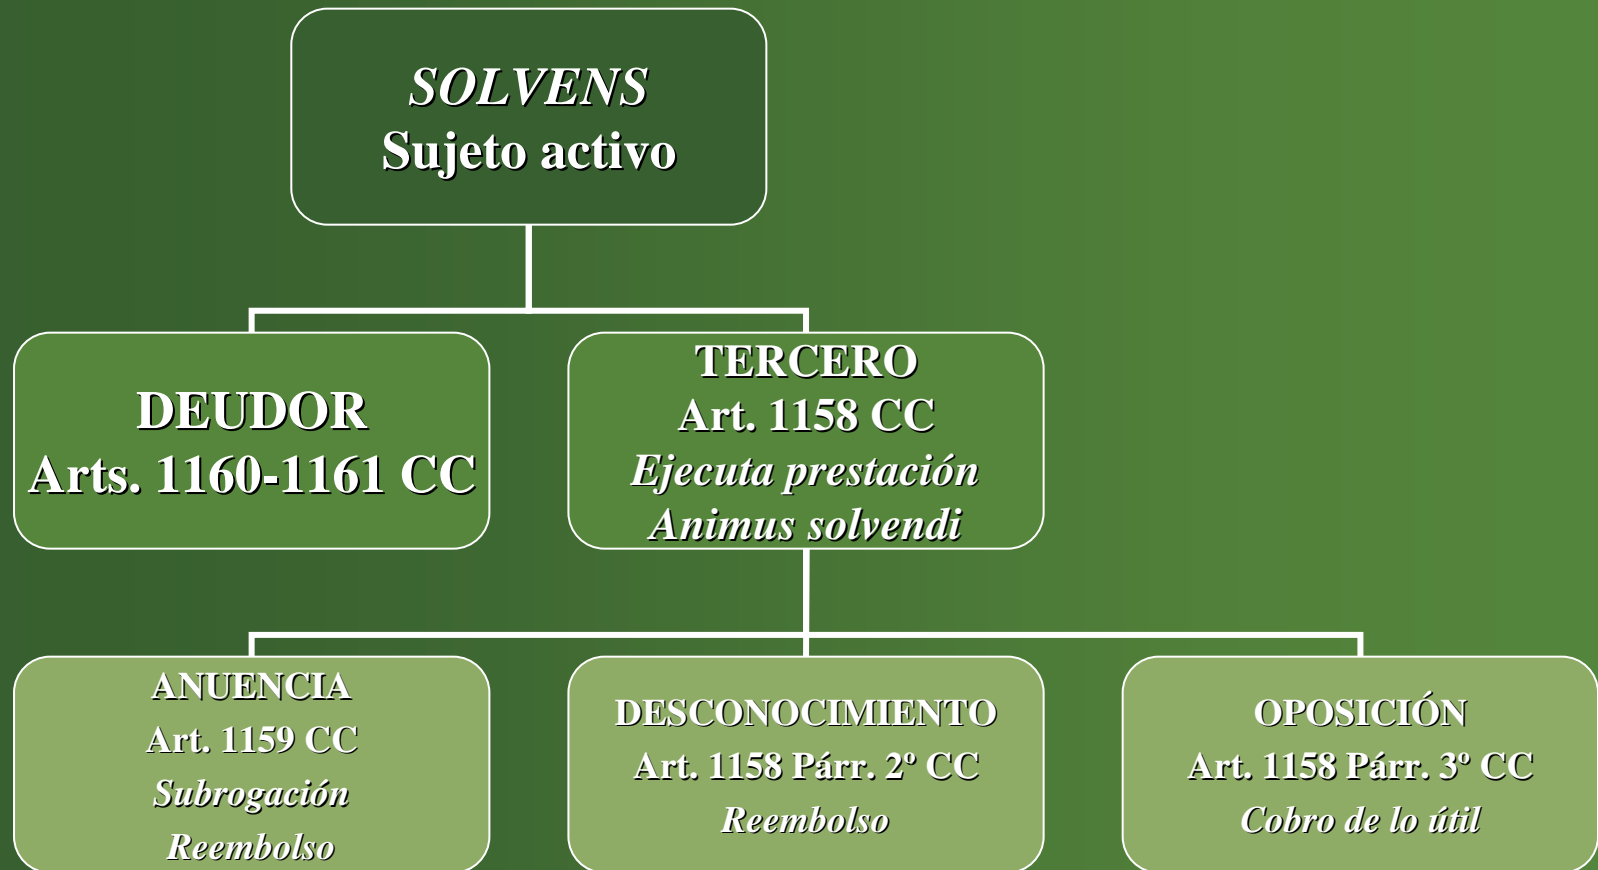 SOLVENS
Sujeto activo
DEUDOR
Arts. 1160-1161 CC
TERCERO
Art. 1158 CC
Ejecuta prestación
Animus solvendi
ANUENCIA
Art. 1159 CC
Subrogación
Reembolso
DESCONOCIMIENTO
Art. 1158 Párr. 2º CC
Reembolso
OPOSICIÓN
Art. 1158 Párr. 3º CC
Cobro de lo útil